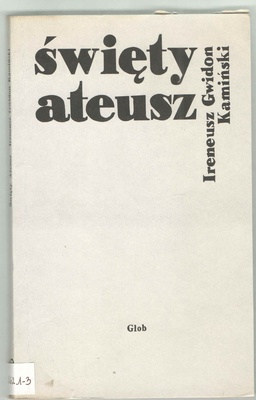 święty
ateusz
Ireneusz Gwidon
Kamiński
Glob